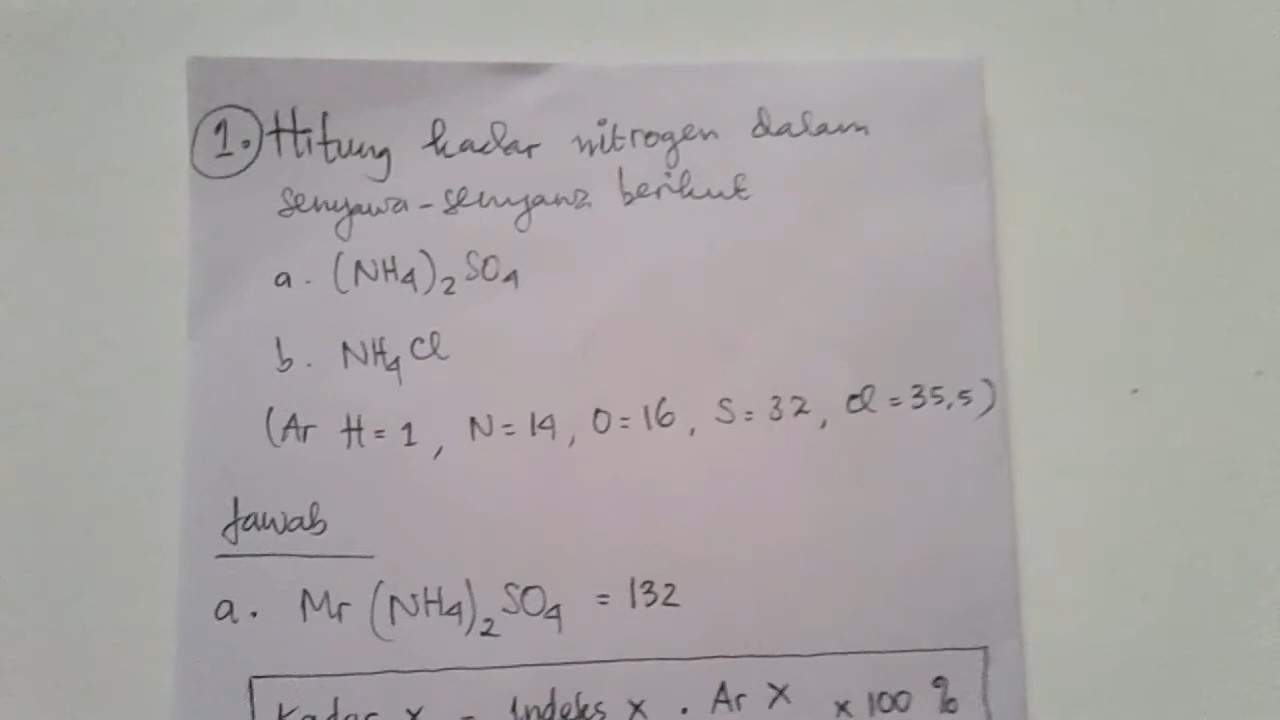 1. Hitung kadar nitrogen dalam
senyawa-senyawa berikut
a. (NH4)2 SO4
b. NH4 Cl
(Ar H = 1, N = 14, O = 16, S = 32, Cl = 35,5)
Jawab
a. Mr (NH4)2 SO4 = 132
Kadar x = Indeks x . Ar X x 100 %